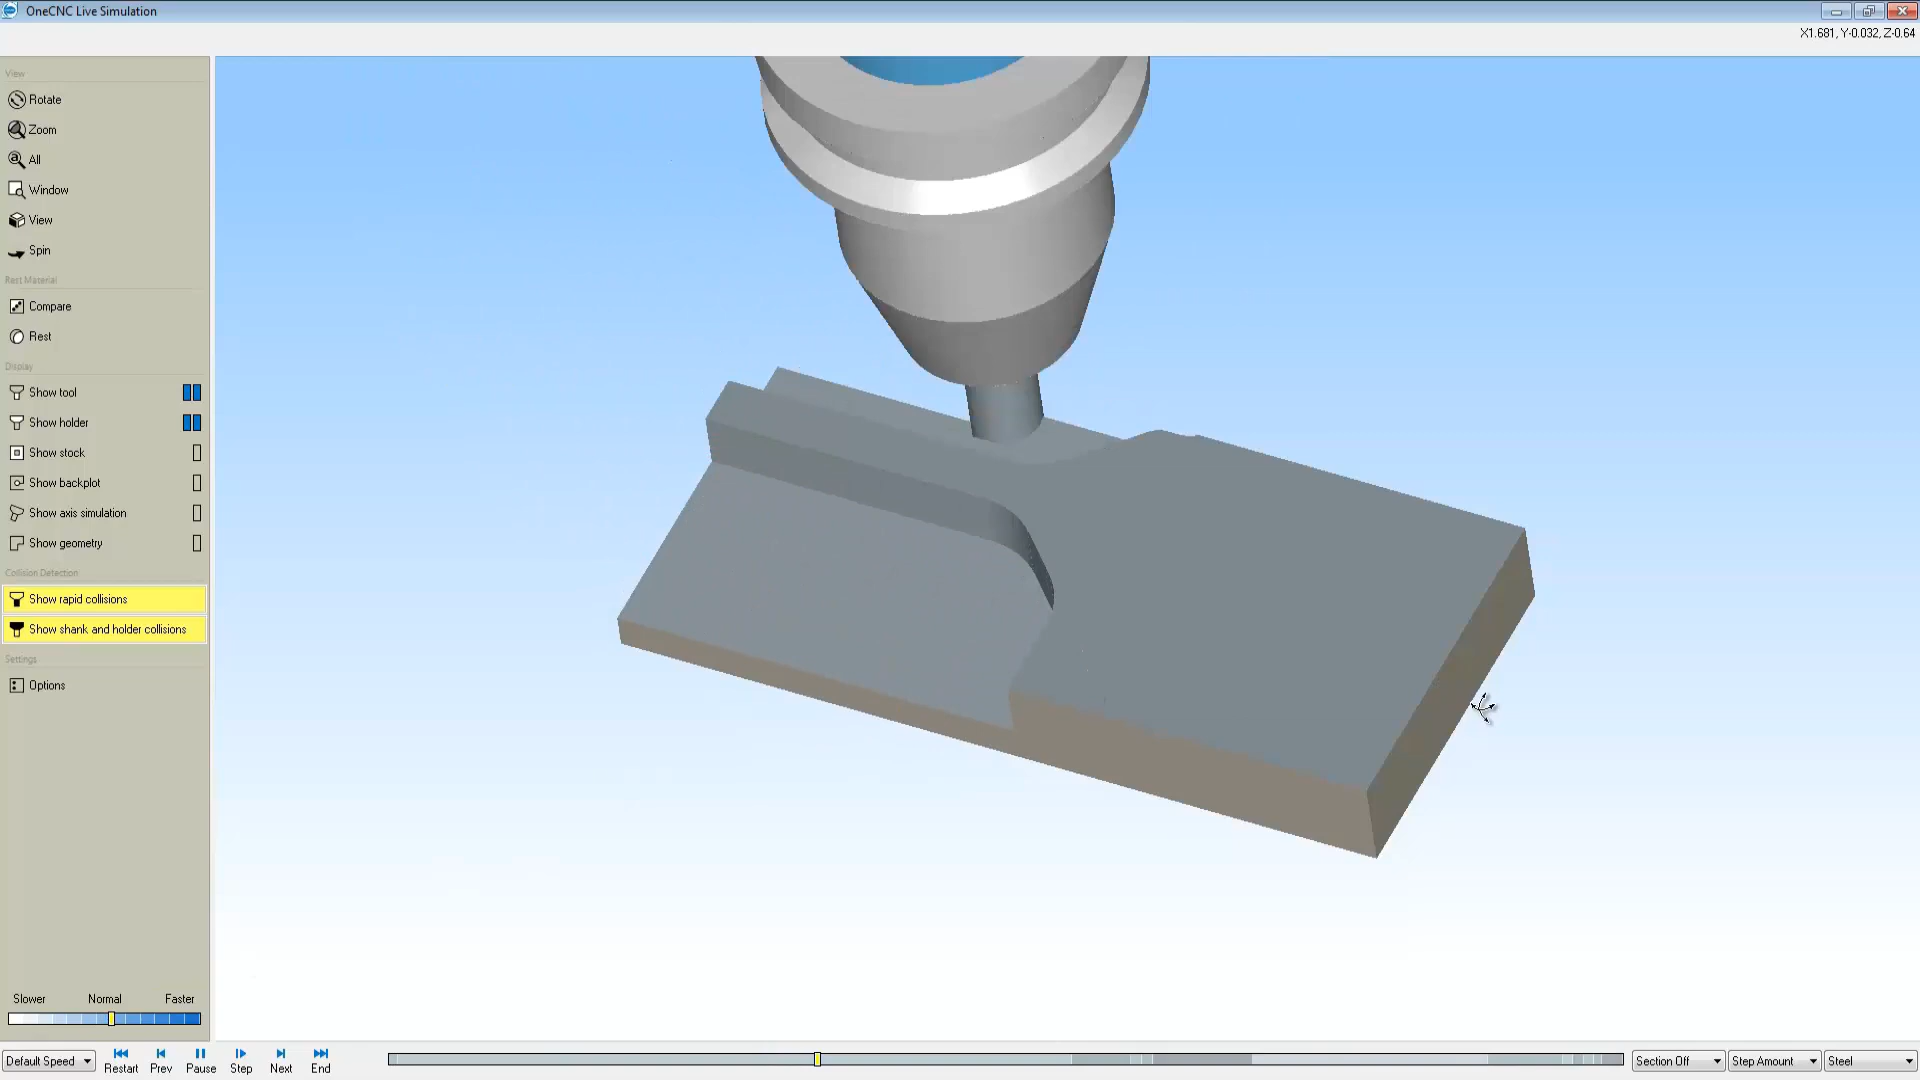 OneCNC Live Simulation
X1.681, Y-0.032, Z-0.64
View
Rotate
Zoom
All
Window
View
Spin
Rest Material
Compare
Rest
Display
Show tool
Show holder
Show stock
Show backplot
Show axis simulation
Show geometry
Collision Detection
Show rapid collisions
Show shank and holder collisions
Settings
Options
Slower Normal Faster
Default Speed Restart Prev Pause Step Next End Section Off Step Amount Steel